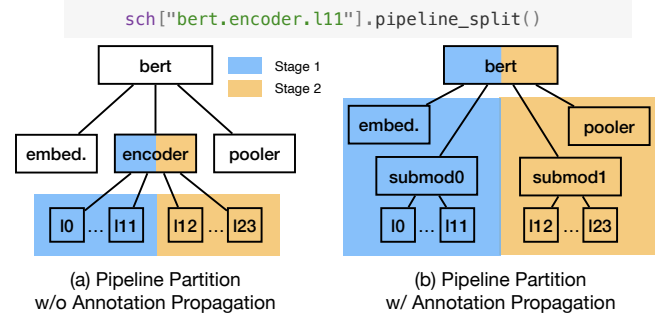 sch["bert.encoder.l11"].pipeline_split()
bert
Stage 1
Stage 2
embed.
encoder
pooler
l0 ... l11 l12 ... l23
(a) Pipeline Partition
w/o Annotation Propagation
bert
embed.
pooler
submod0
submod1
l0 ... l11
l12 ... l23
(b) Pipeline Partition
w/ Annotation Propagation